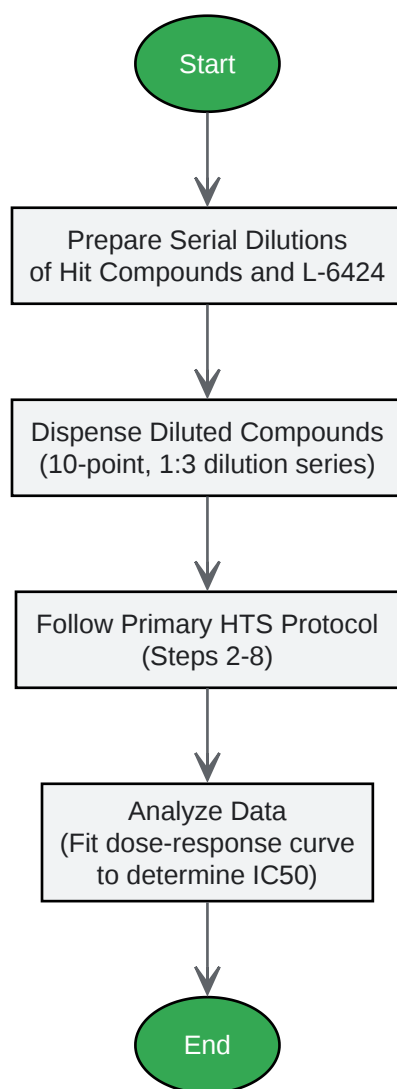 Start
Prepare Serial Dilutions
of Hit Compounds and L-6424
Dispense Diluted Compounds
(10-point, 1:3 dilution series)
Follow Primary HTS Protocol
(Steps 2-8)
Analyze Data
(Fit dose-response curve
to determine IC50)
End